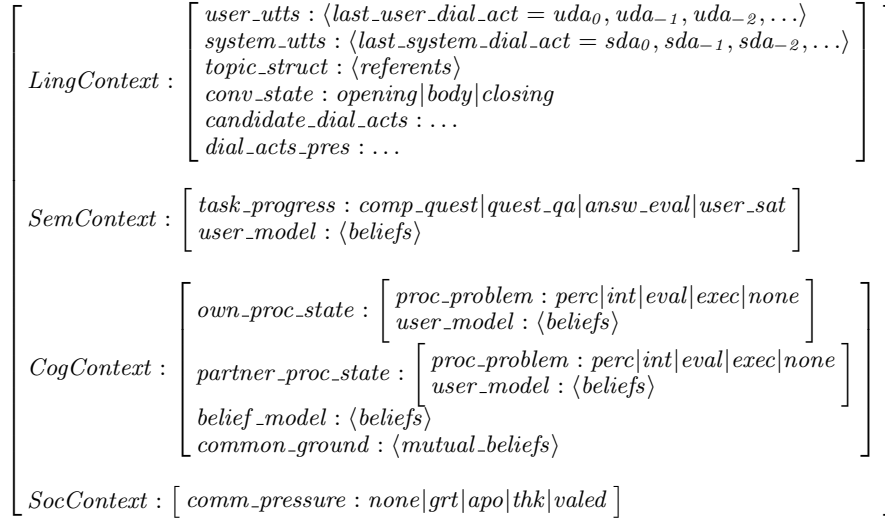 user_utts : ⟨last_user_dial_act = uda₀, uda₋₁, uda₋₂, …⟩
system_utts : ⟨last_system_dial_act = sda₀, sda₋₁, sda₋₂, …⟩
LingContext : topic_struct : ⟨referents⟩
conv_state : opening|body|closing
candidate_dial_acts : …
dial_acts_pres : …
SemContext : task_progress : comp_quest|quest_qa|answ_eval|user_sat
user_model : ⟨beliefs⟩
own_proc_state : proc_problem : perc|int|eval|exec|none
user_model : ⟨beliefs⟩
CogContext : partner_proc_state : proc_problem : perc|int|eval|exec|none
user_model : ⟨beliefs⟩
belief_model : ⟨beliefs⟩
common_ground : ⟨mutual_beliefs⟩
SocContext : [ comm_pressure : none|grt|apo|thk|valed ]